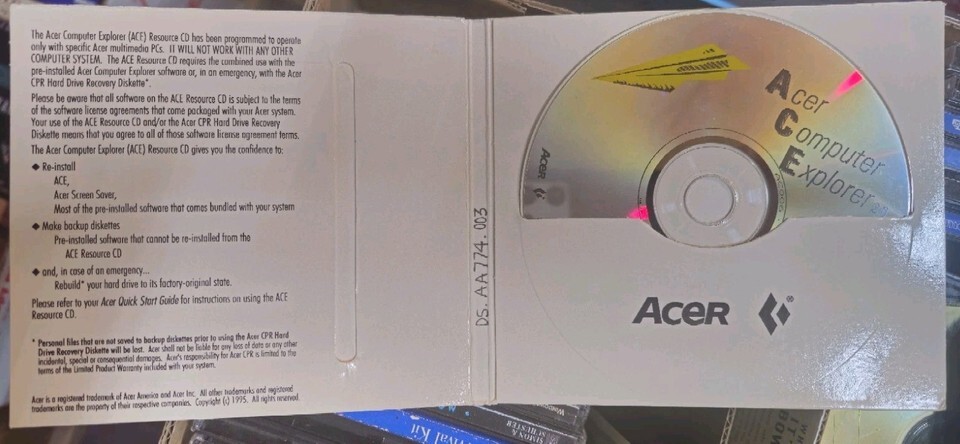 The Acer Computer Explorer (ACE) Resource CD has been programmed to operate
only with specific Acer multimedia PCs. IT WILL NOT WORK WITH ANY OTHER
COMPUTER SYSTEM. The ACE Resource CD requires the combined use with the
pre-installed Acer Computer Explorer software or, in an emergency, with the Acer
CPR Hard Drive Recovery Diskette*.
Please be aware that all software on the ACE Resource CD is subject to the terms
of the software license agreements that come packaged with your Acer system.
Your use of the ACE Resource CD and/or the Acer CPR Hard Drive Recovery
Diskette means that you agree to all of those software license agreement terms.
The Acer Computer Explorer (ACE) Resource CD gives you the confidence to:
◆ Re-install
ACE,
Acer Screen Saver,
Most of the pre-installed software that comes bundled with your system
◆ Make backup diskettes
Pre-installed software that cannot be re-installed from the
ACE Resource CD
◆ and, in case of an emergency...
Rebuild* your hard drive to its factory-original state.
Please refer to your Acer Quick Start Guide for instructions on using the ACE
Resource CD.
* Personal files that are not saved to backup diskettes prior to using the Acer CPR Hard
Drive Recovery Diskette will be lost. Acer shall not be liable for any loss of data or any other
incidental, special or consequential damages. Acer's responsibility for Acer CPR is limited to the
terms of the Limited Product Warranty included with your system.
Acer is a registered trademark of Acer America and Acer Inc. All other trademarks and registered
trademarks are the property of their respective companies. Copyright (c) 1995. All rights reserved.
DS.AA774.003
Acer
Computer
Explorer
ACER
ACER ®
SIMON &
SCHUSTER
vival Kit